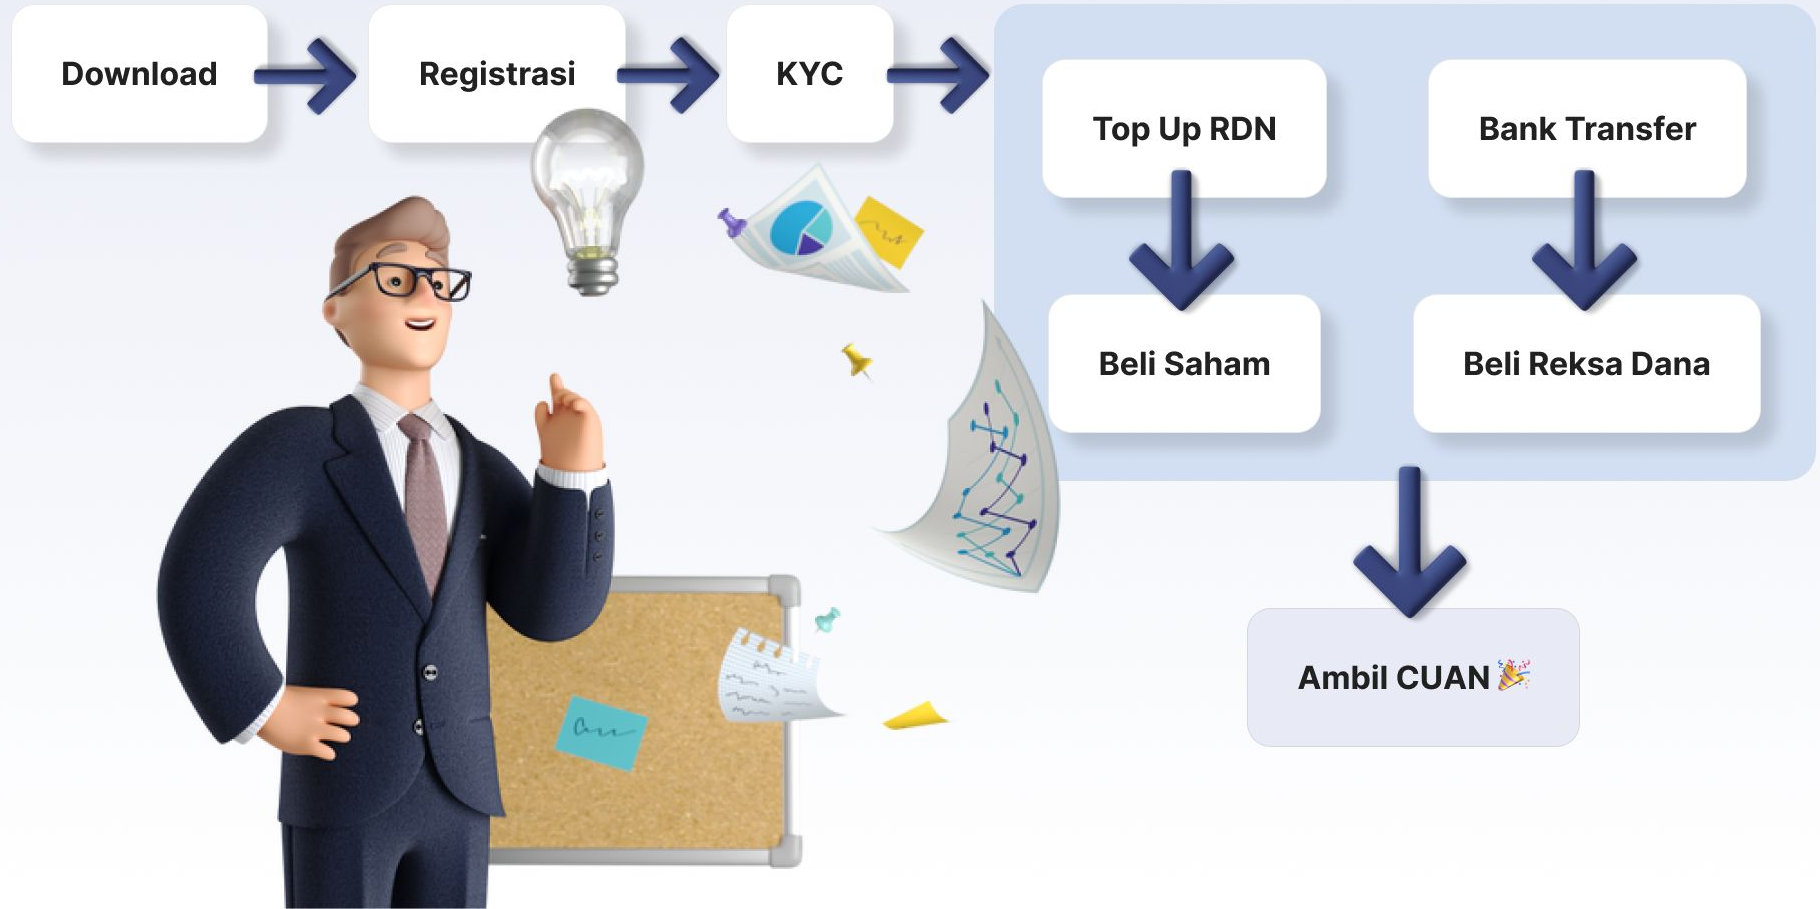 Download
Registrasi
KYC
Top Up RDN
Bank Transfer
Beli Saham
Beli Reksa Dana
Ambil CUAN 🎉